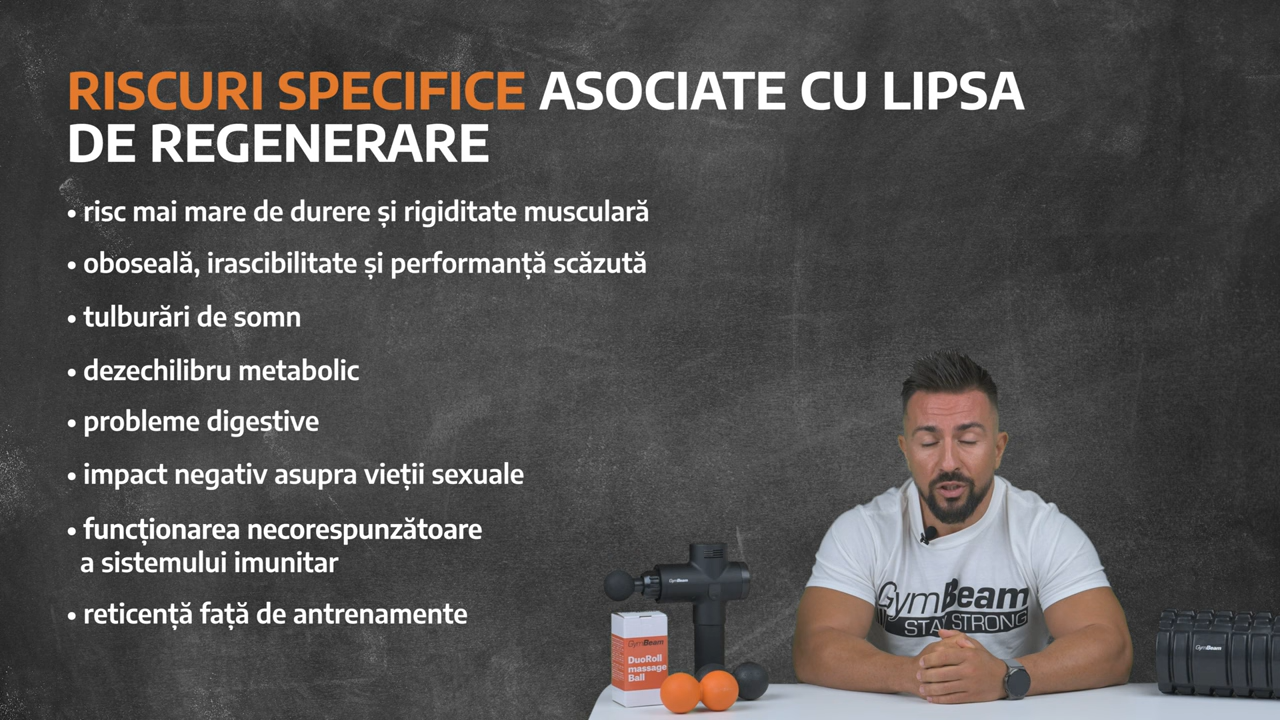 RISCURI SPECIFICE ASOCIATE CU LIPSA
DE REGENERARE
• risc mai mare de durere și rigiditate musculară
• oboseală, irascibilitate și performanță scăzută
• tulburări de somn
• dezechilibru metabolic
• probleme digestive
• impact negativ asupra vieții sexuale
• funcționarea necorespunzătoare
a sistemului imunitar
• reticență față de antrenamente
GymBeam
GymBeam
DuoRoll
massage
Ball
GymBeam
STAY STRONG
GymBeam